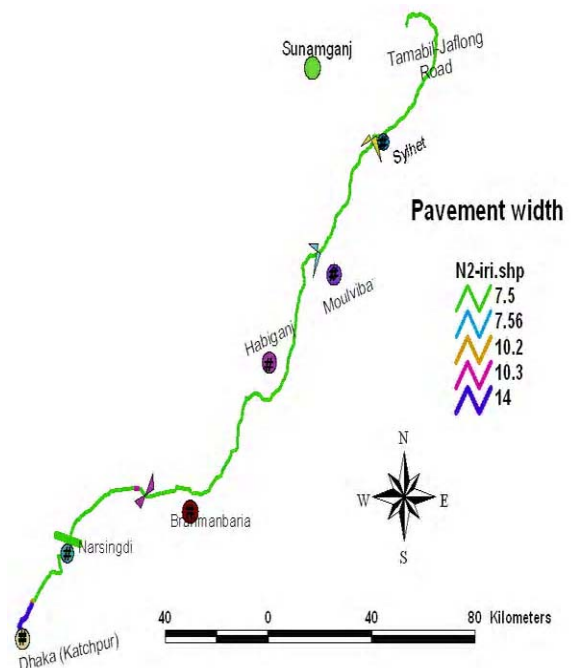 Sunamganj
Tamabil-Jaflong
Road
Sylhet
Pavement width
N2-iri.shp
7.5
7.56
10.2
10.3
14
Moulviba
Habiganj
N
W E
S
Brahmanbaria
Narsingdi
40 0 40 80 Kilometers
Dhaka (Katchpur)